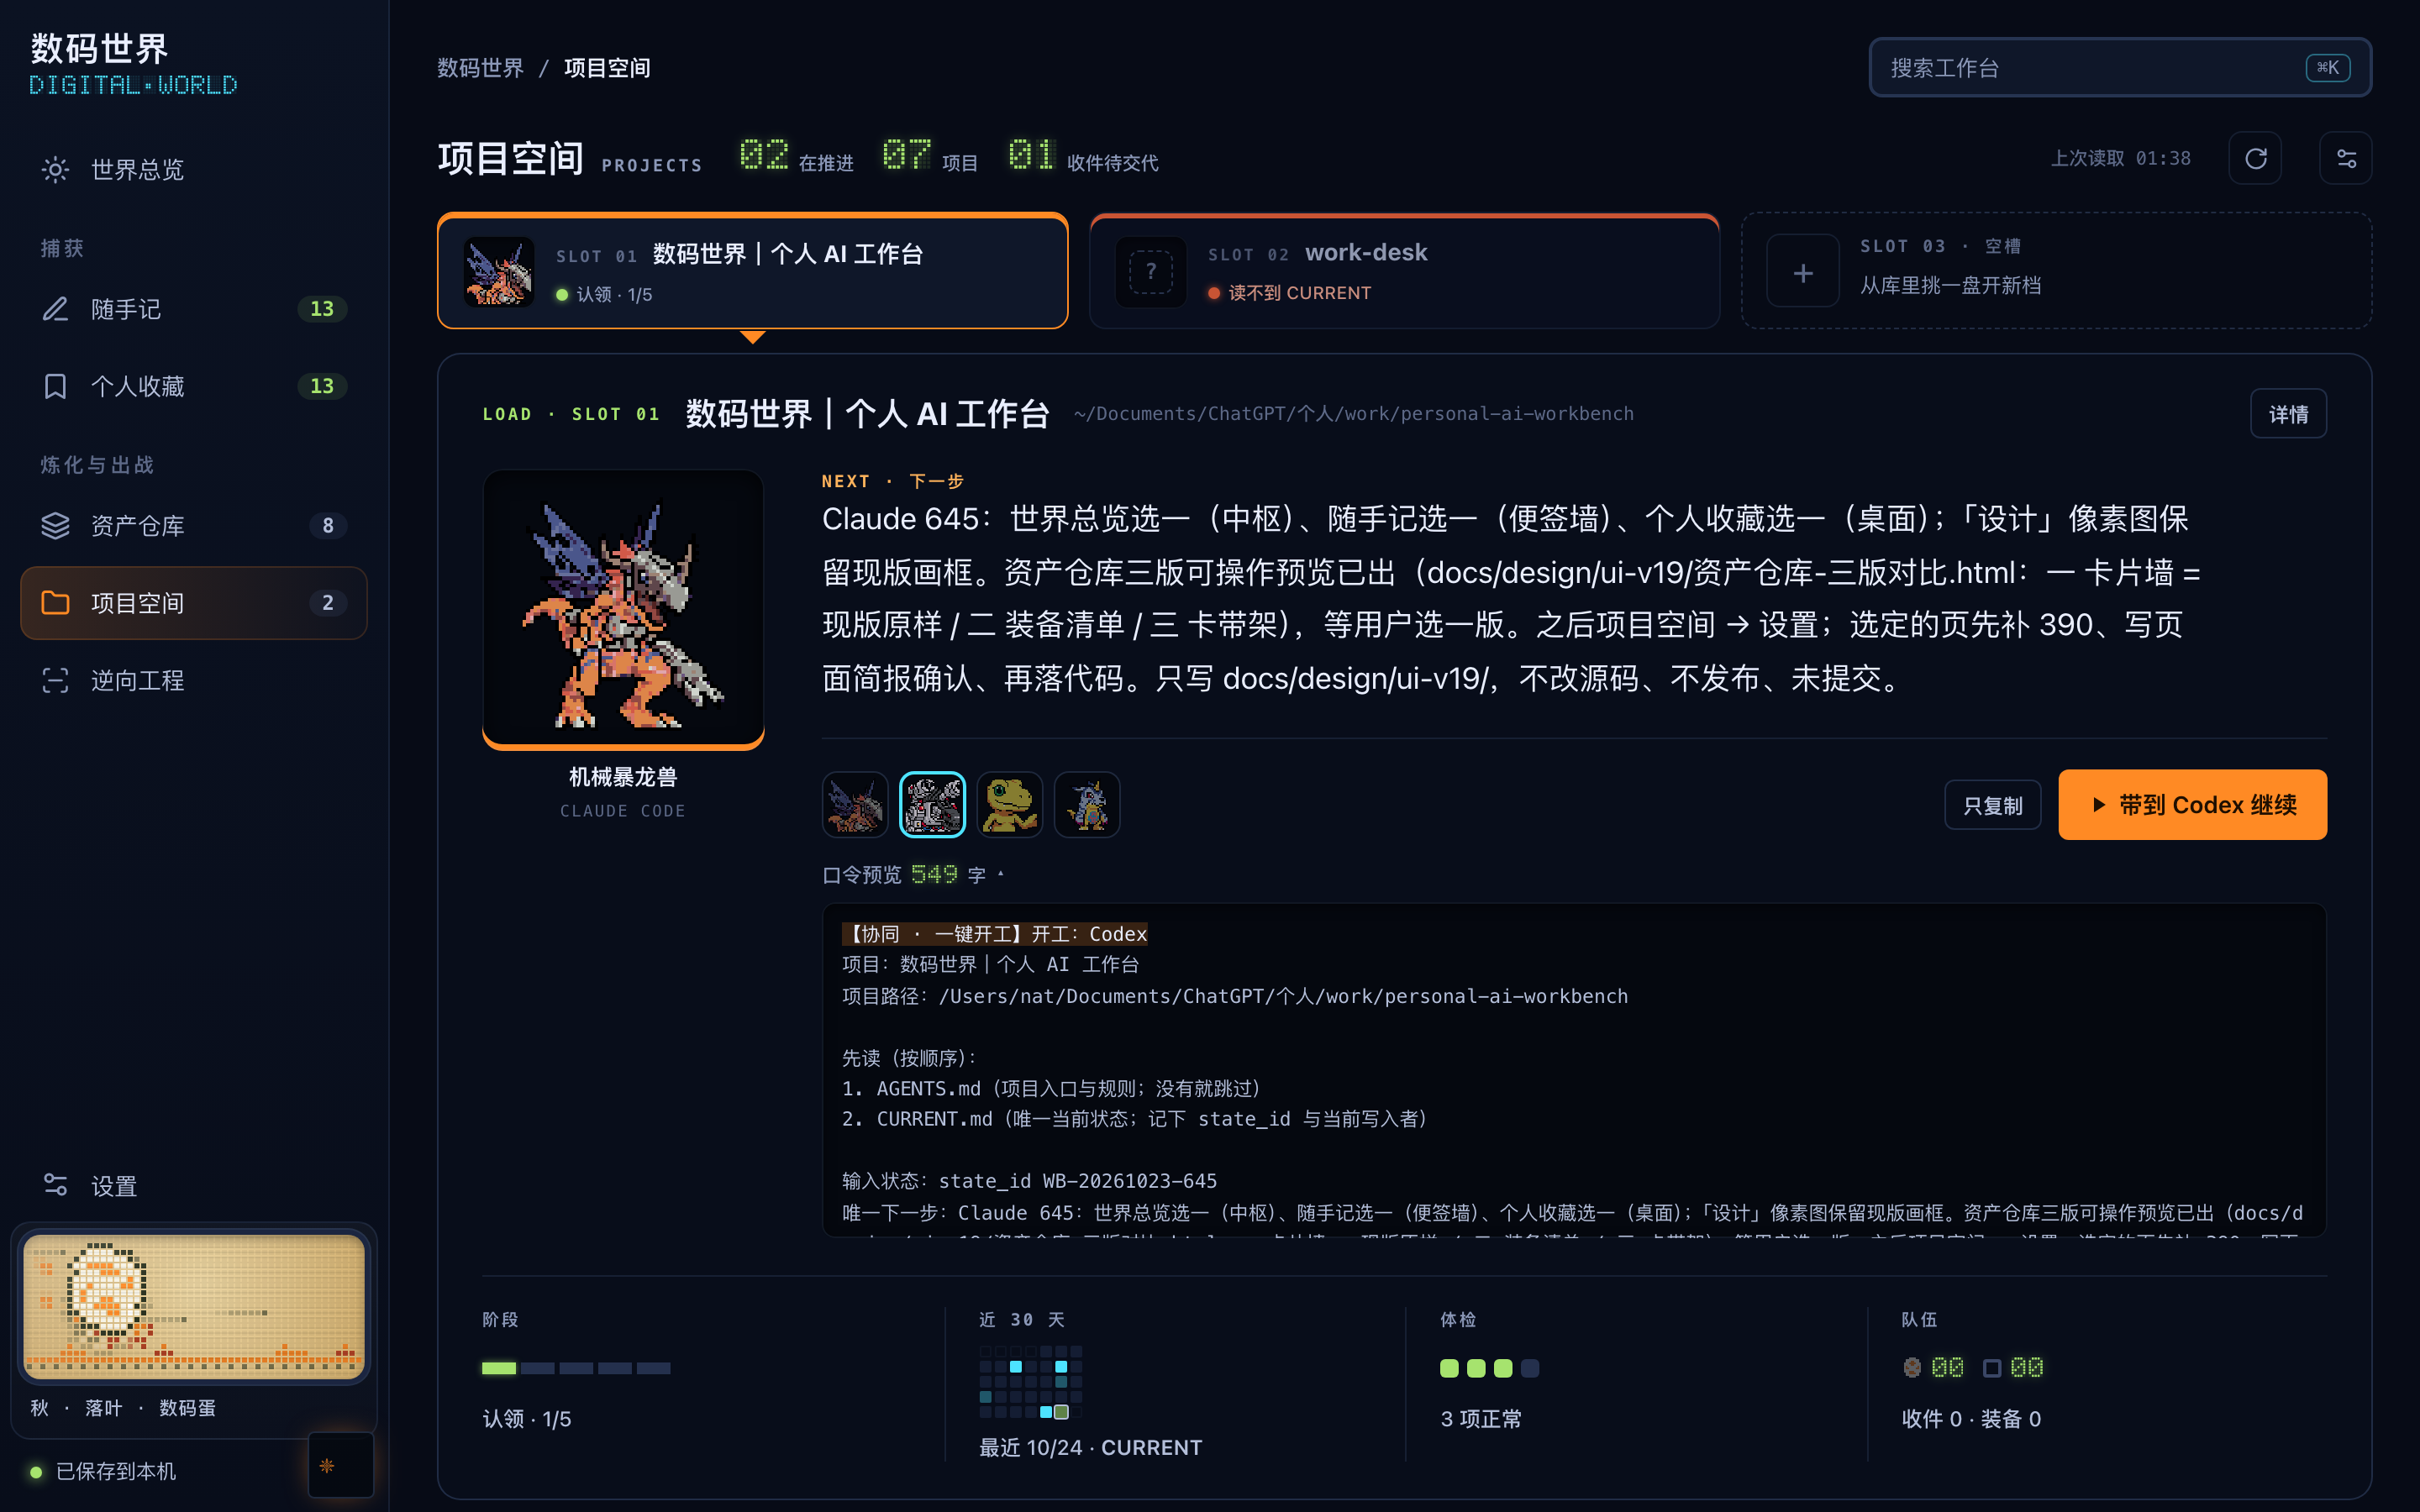 数码世界
DIGITAL·WORLD
世界总览
捕获
随手记 13
个人收藏 13
炼化与出战
资产仓库 8
项目空间 2
逆向工程
设置
秋 · 落叶 · 数码蛋
已保存到本机
数码世界 / 项目空间
搜索工作台 ⌘K
项目空间 PROJECTS 02 在推进 07 项目 01 收件待交代
上次读取 01:38
SLOT 01 数码世界｜个人 AI 工作台
认领 · 1/5
?
SLOT 02 work-desk
读不到 CURRENT
+
SLOT 03 · 空槽
从库里挑一盘开新档
LOAD · SLOT 01 数码世界｜个人 AI 工作台 ~/Documents/ChatGPT/个人/work/personal-ai-workbench
详情
机械暴龙兽
CLAUDE CODE
NEXT · 下一步
Claude 645：世界总览选一（中枢）、随手记选一（便签墙）、个人收藏选一（桌面）；「设计」像素图保
留现版画框。资产仓库三版可操作预览已出（docs/design/ui-v19/资产仓库-三版对比.html：一 卡片墙 =
现版原样 / 二 装备清单 / 三 卡带架），等用户选一版。之后项目空间 → 设置；选定的页先补 390、写页
面简报确认、再落代码。只写 docs/design/ui-v19/，不改源码、不发布、未提交。
只复制
▶ 带到 Codex 继续
口令预览 549 字
【协同 · 一键开工】开工：Codex
项目：数码世界｜个人 AI 工作台
项目路径：/Users/nat/Documents/ChatGPT/个人/work/personal-ai-workbench
先读（按顺序）：
1. AGENTS.md（项目入口与规则；没有就跳过）
2. CURRENT.md（唯一当前状态；记下 state_id 与当前写入者）
输入状态：state_id WB-20261023-645
唯一下一步：Claude 645：世界总览选一（中枢）、随手记选一（便签墙）、个人收藏选一（桌面）；「设计」像素图保留现版画框。资产仓库三版可操作预览已出（docs/d
阶段
认领 · 1/5
近 30 天
最近 10/24 · CURRENT
体检
3 项正常
队伍
00 00
收件 0 · 装备 0